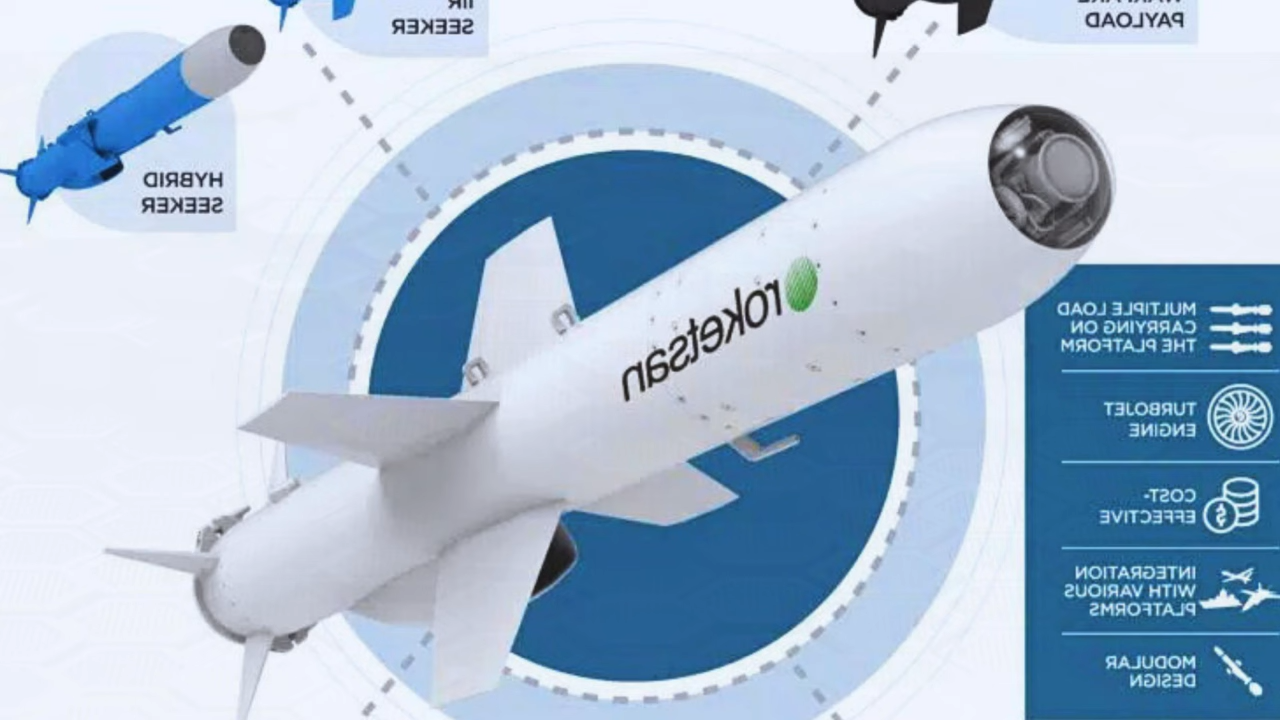 IIR
SEEKER
PAYLOAD
HYBRID
SEEKER
roketsan
MULTIPLE LOAD
CARRYING ON
THE PLATFORM
TURBOJET
ENGINE
COST-
EFFECTIVE
INTEGRATION
WITH VARIOUS
PLATFORMS
MODULAR
DESIGN